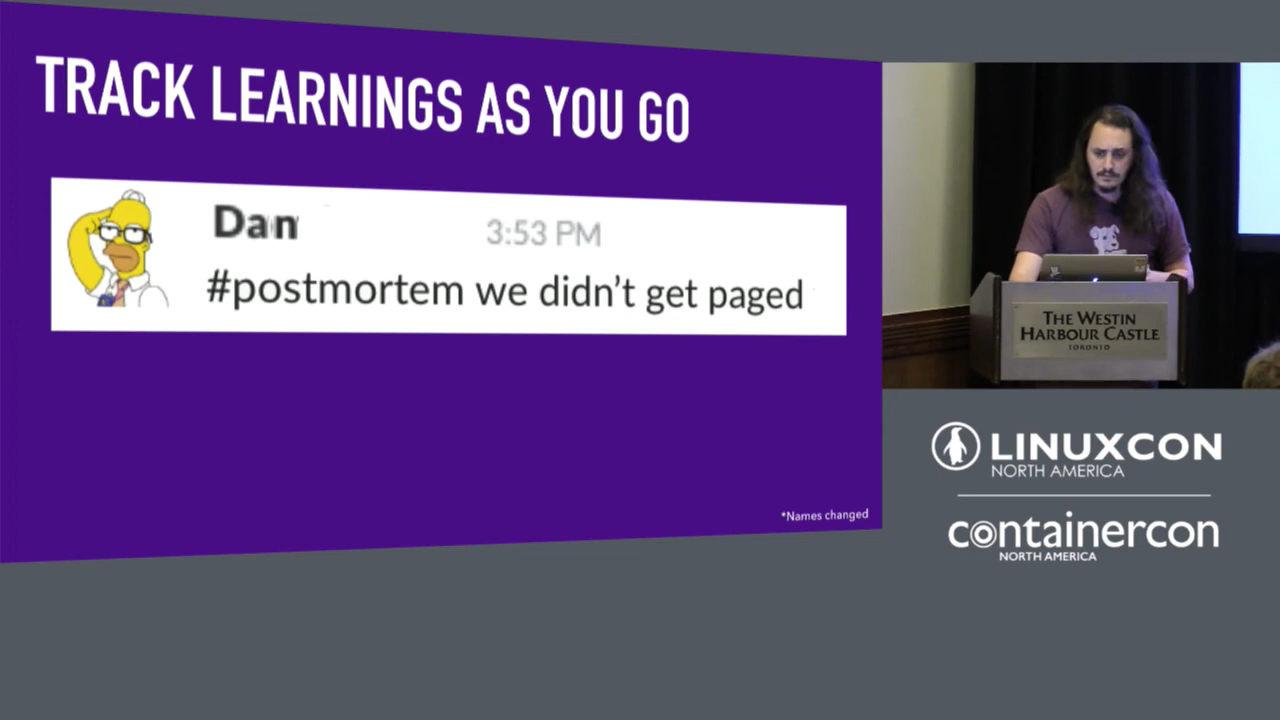 TRACK LEARNINGS AS YOU GO
Dan 3:53 PM
#postmortem we didn't get paged
*Names changed
THE WESTIN
HARBOUR CASTLE
TORONTO
LINUXCON
NORTH AMERICA
containercon
NORTH AMERICA